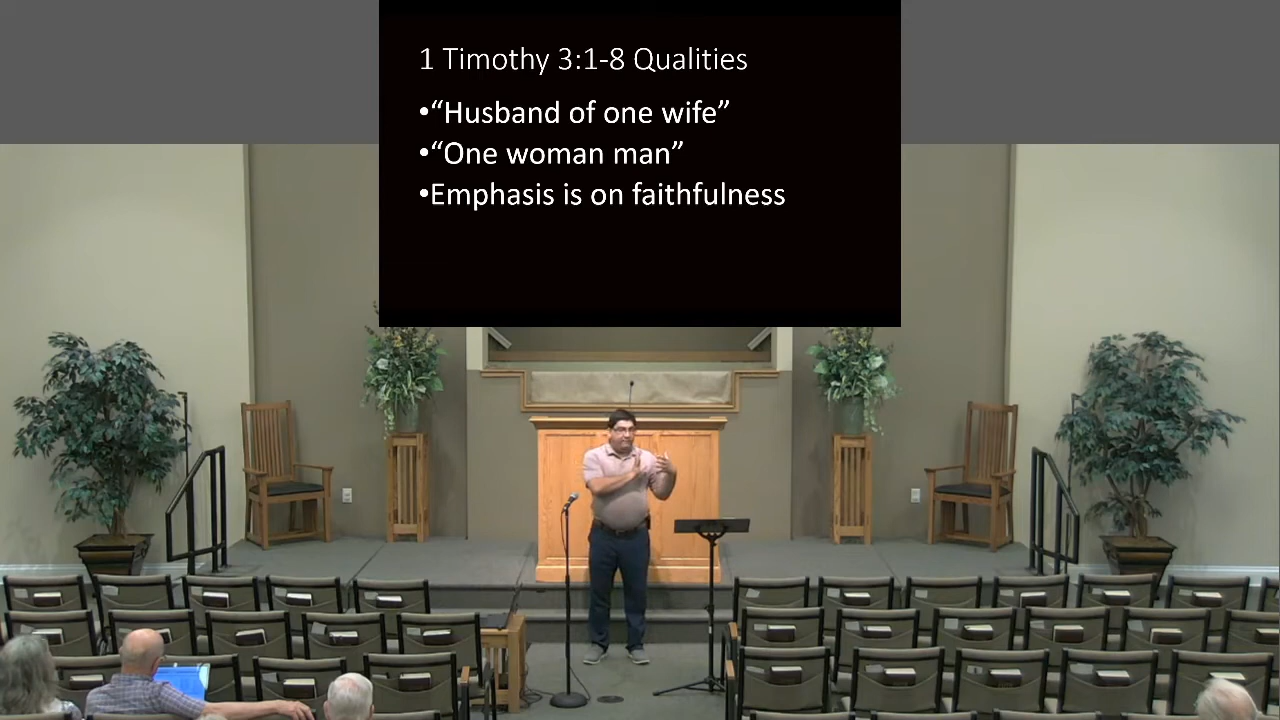 1 Timothy 3:1-8 Qualities
•“Husband of one wife”
•“One woman man”
•Emphasis is on faithfulness